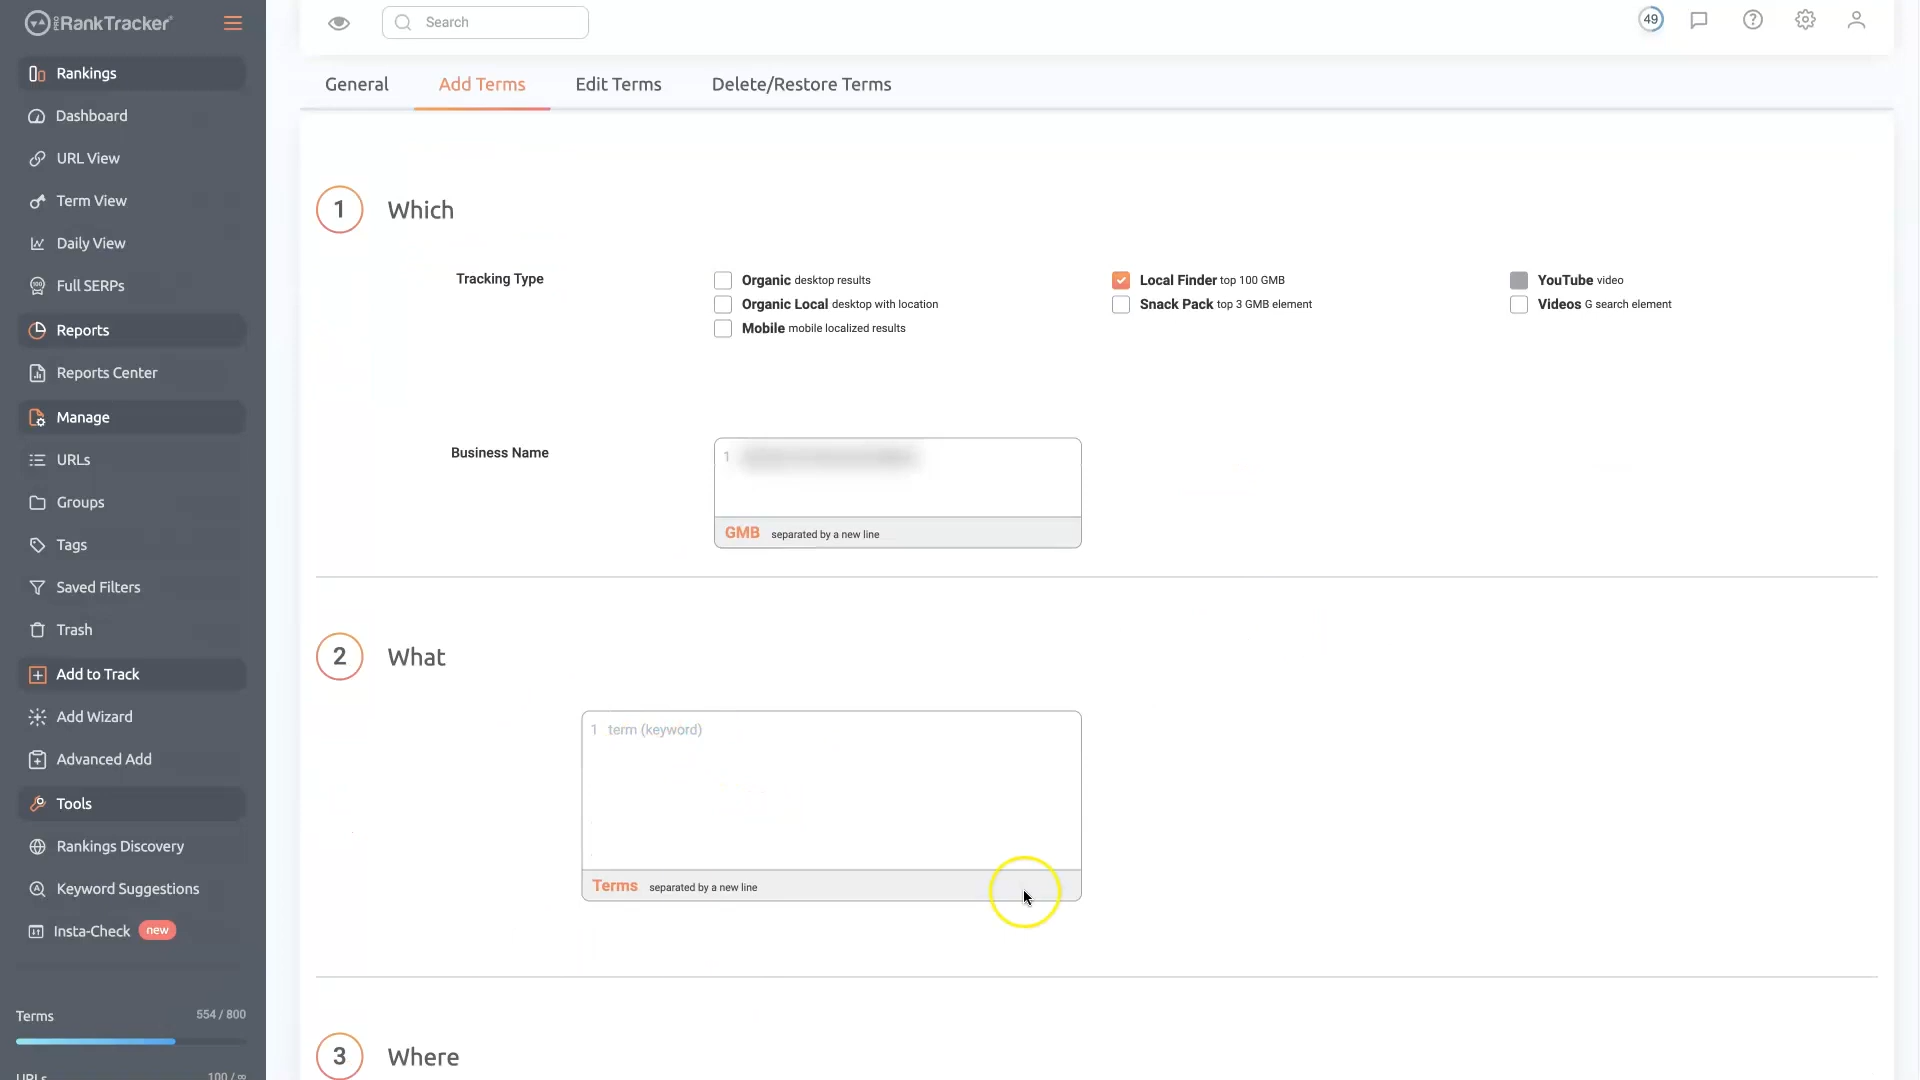 PRO RankTracker
Rankings
Dashboard
URL View
Term View
Daily View
Full SERPs
Reports
Reports Center
Manage
URLs
Groups
Tags
Saved Filters
Trash
Add to Track
Add Wizard
Advanced Add
Tools
Rankings Discovery
Keyword Suggestions
Insta-Check new
Terms 554 / 800
URLs 100 / ∞
Search
49
General Add Terms Edit Terms Delete/Restore Terms
1 Which
Tracking Type
Organic desktop results
Organic Local desktop with location
Mobile mobile localized results
Local Finder top 100 GMB
Snack Pack top 3 GMB element
YouTube video
Videos G search element
Business Name
1
GMB separated by a new line
2 What
1 term (keyword)
Terms separated by a new line
3 Where